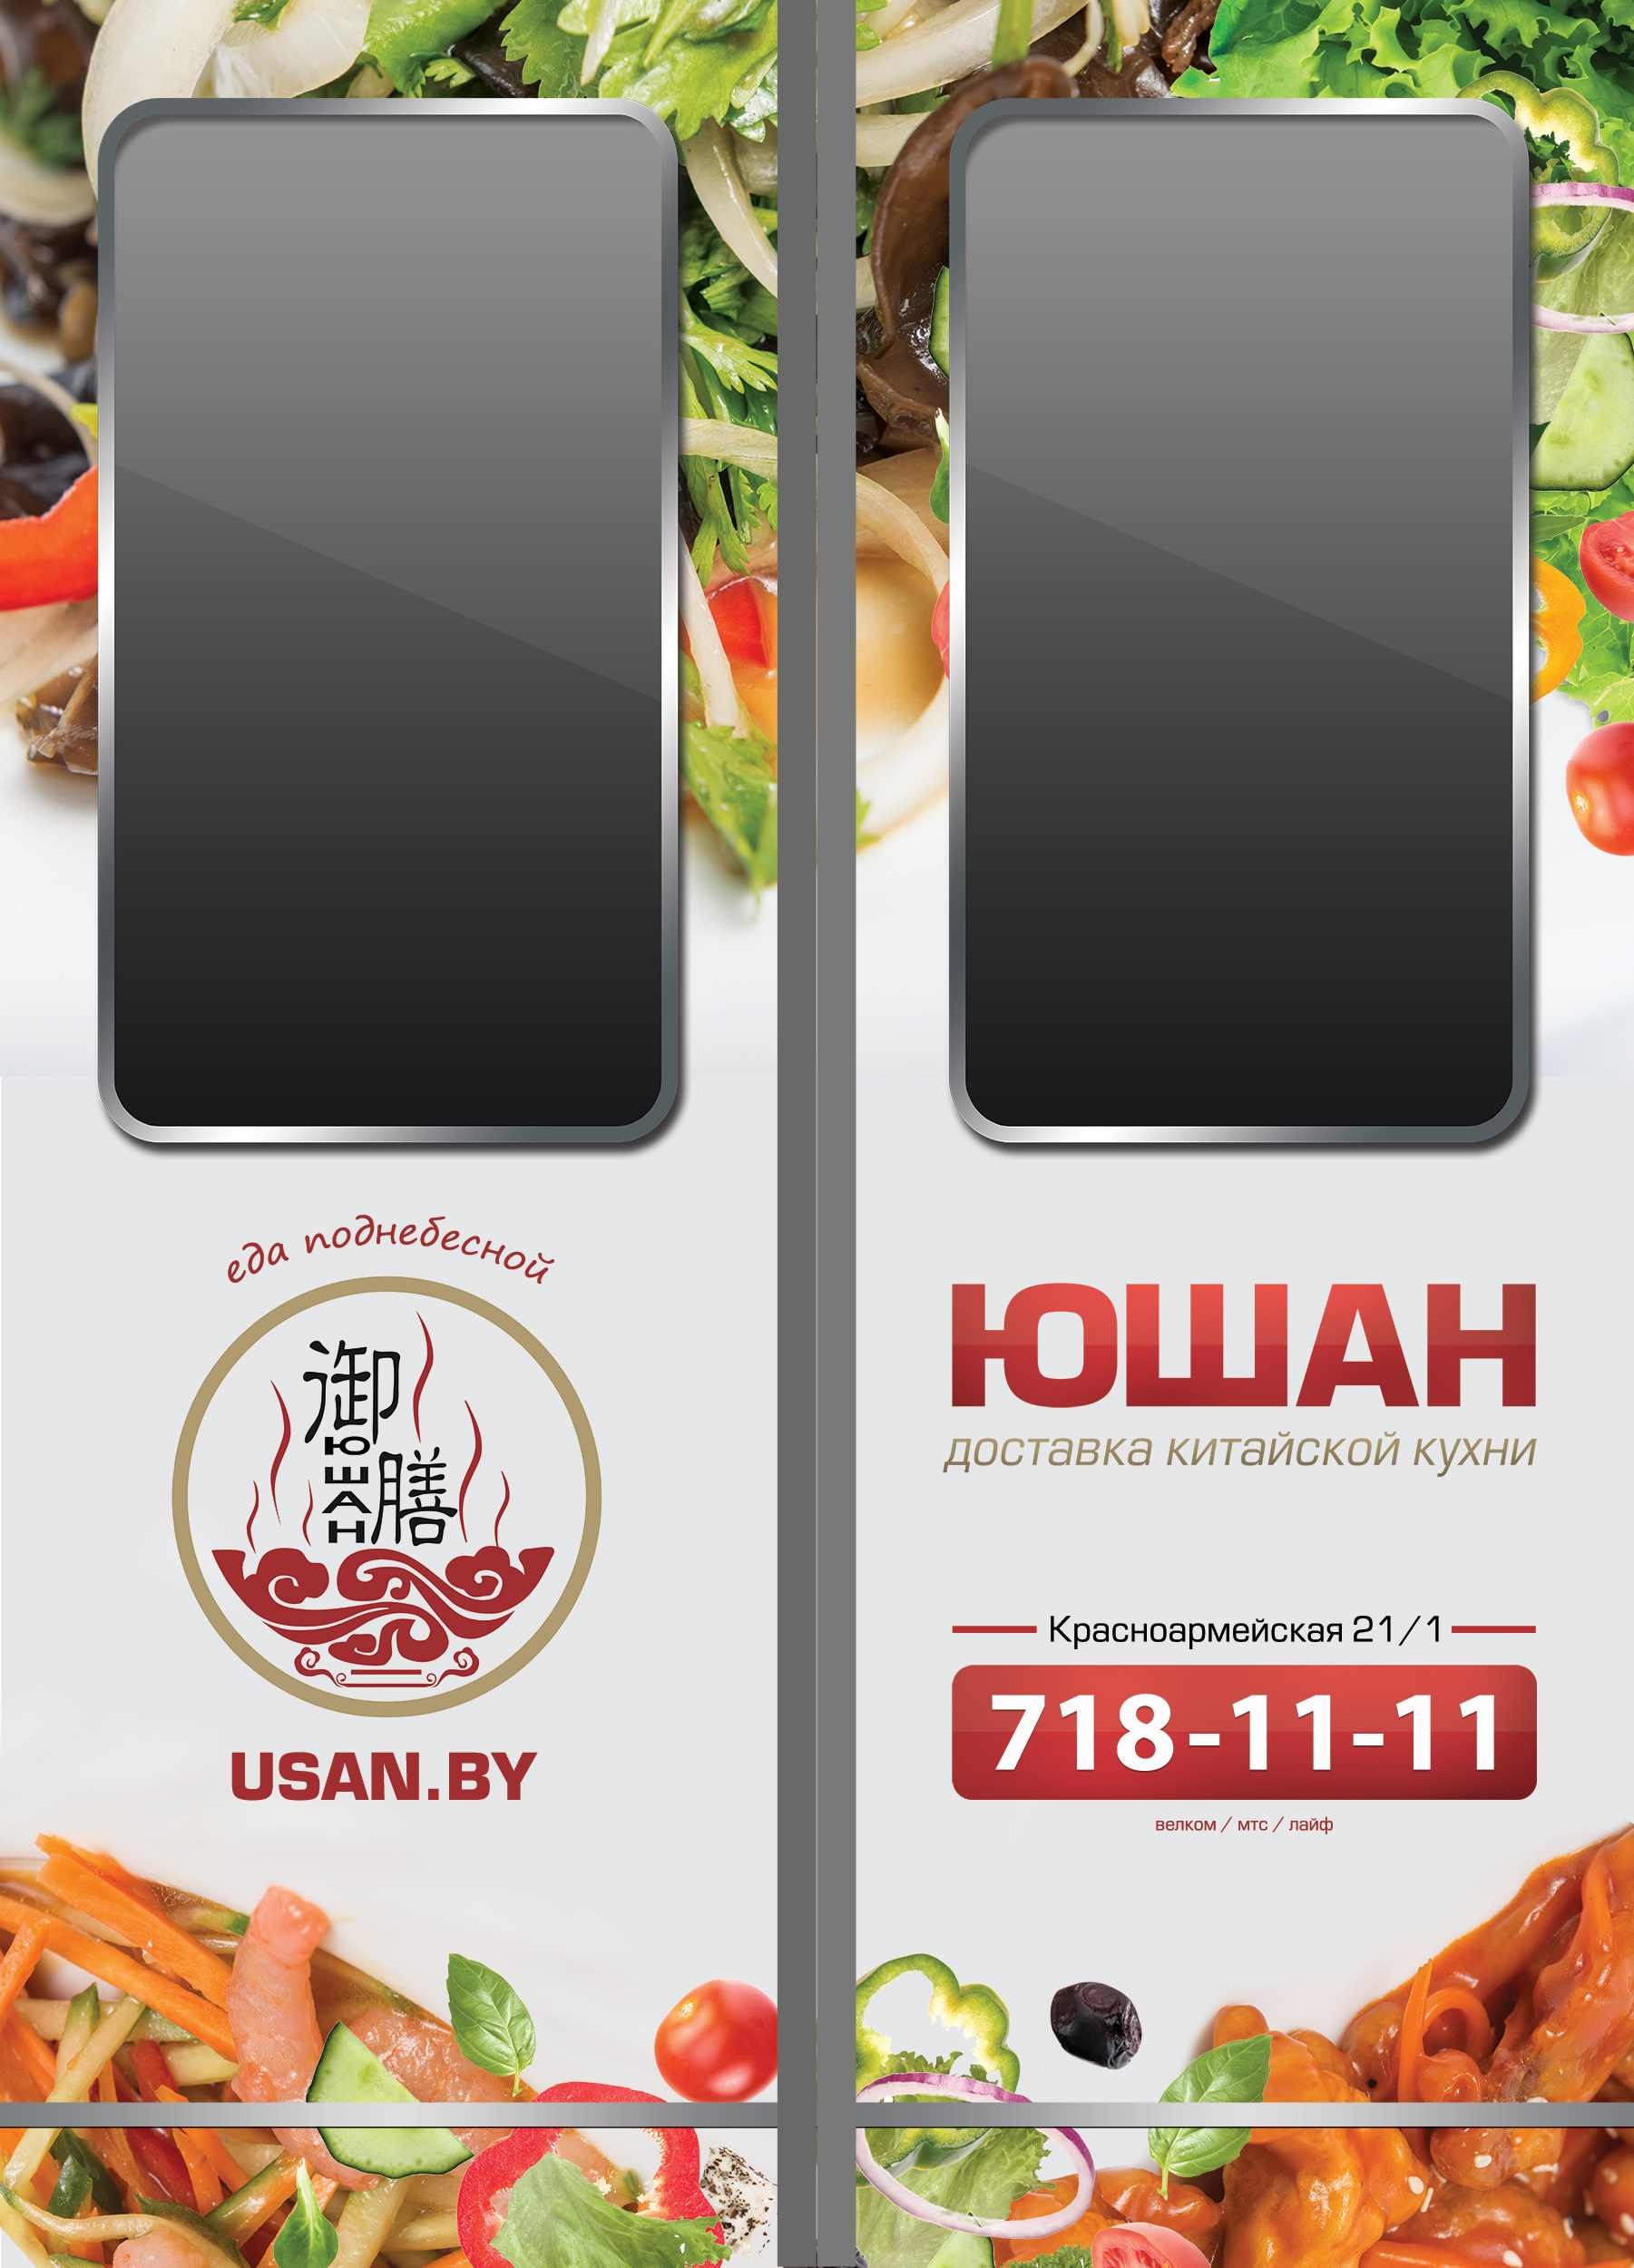 еда поднебесной
御膳
ЮШАН
USAN.BY
ЮШАН
доставка китайской кухни
Красноармейская 21/1
718-11-11
велком / мтс / лайф